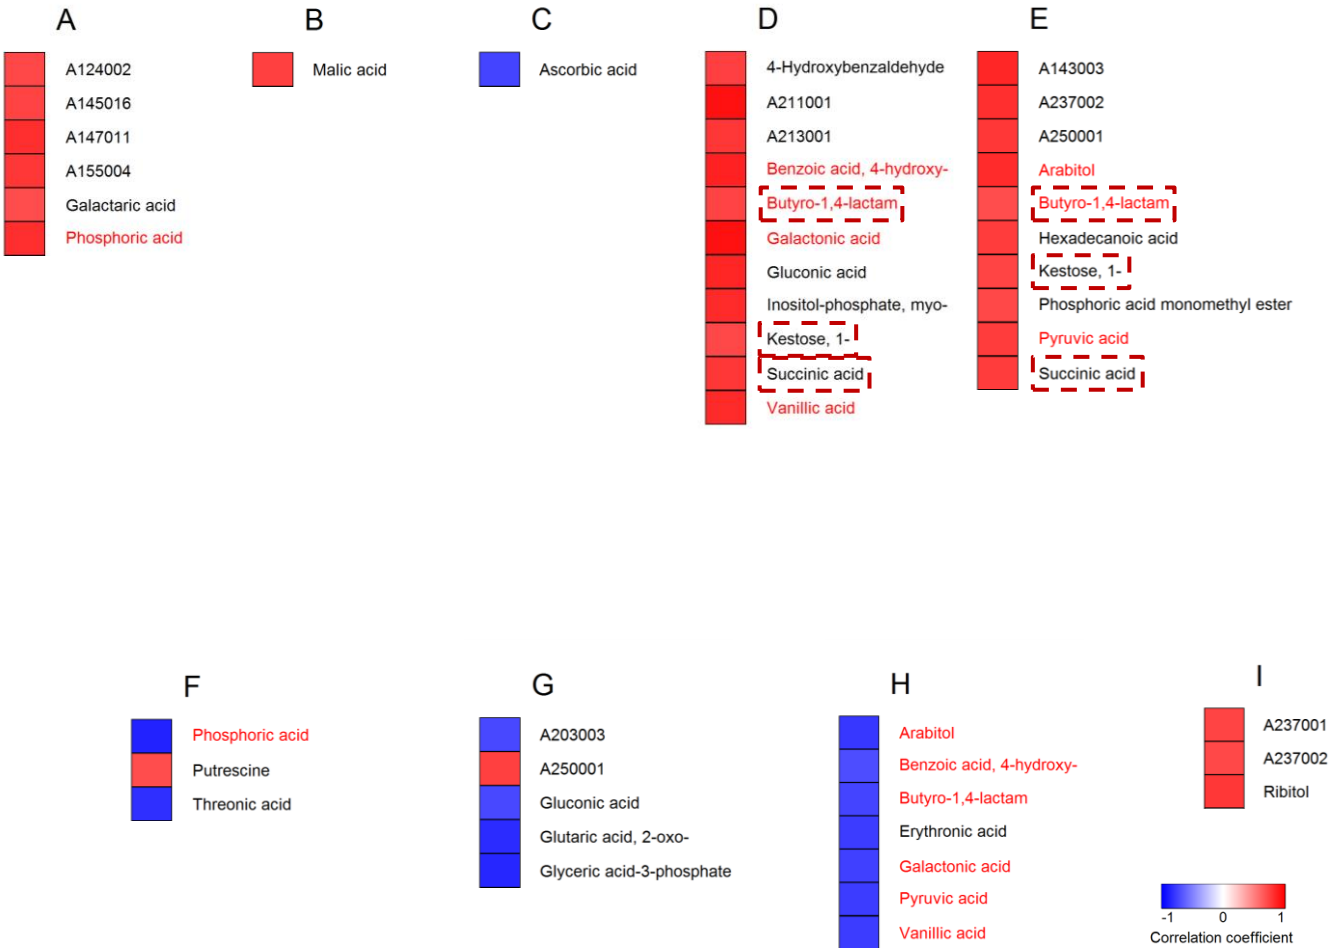 A
A124002
A145016
A147011
A155004
Galactaric acid
Phosphoric acid
B
Malic acid
C
Ascorbic acid
D
4-Hydroxybenzaldehyde
A211001
A213001
Benzoic acid, 4-hydroxy-
Butyro-1,4-lactam
Galactonic acid
Gluconic acid
Inositol-phosphate, myo-
Kestose, 1-
Succinic acid
Vanillic acid
E
A143003
A237002
A250001
Arabitol
Butyro-1,4-lactam
Hexadecanoic acid
Kestose, 1-
Phosphoric acid monomethyl ester
Pyruvic acid
Succinic acid
F
Phosphoric acid
Putrescine
Threonic acid
G
A203003
A250001
Gluconic acid
Glutaric acid, 2-oxo-
Glyceric acid-3-phosphate
H
Arabitol
Benzoic acid, 4-hydroxy-
Butyro-1,4-lactam
Erythronic acid
Galactonic acid
Pyruvic acid
Vanillic acid
I
A237001
A237002
Ribitol
-1 0 1
Correlation coefficient